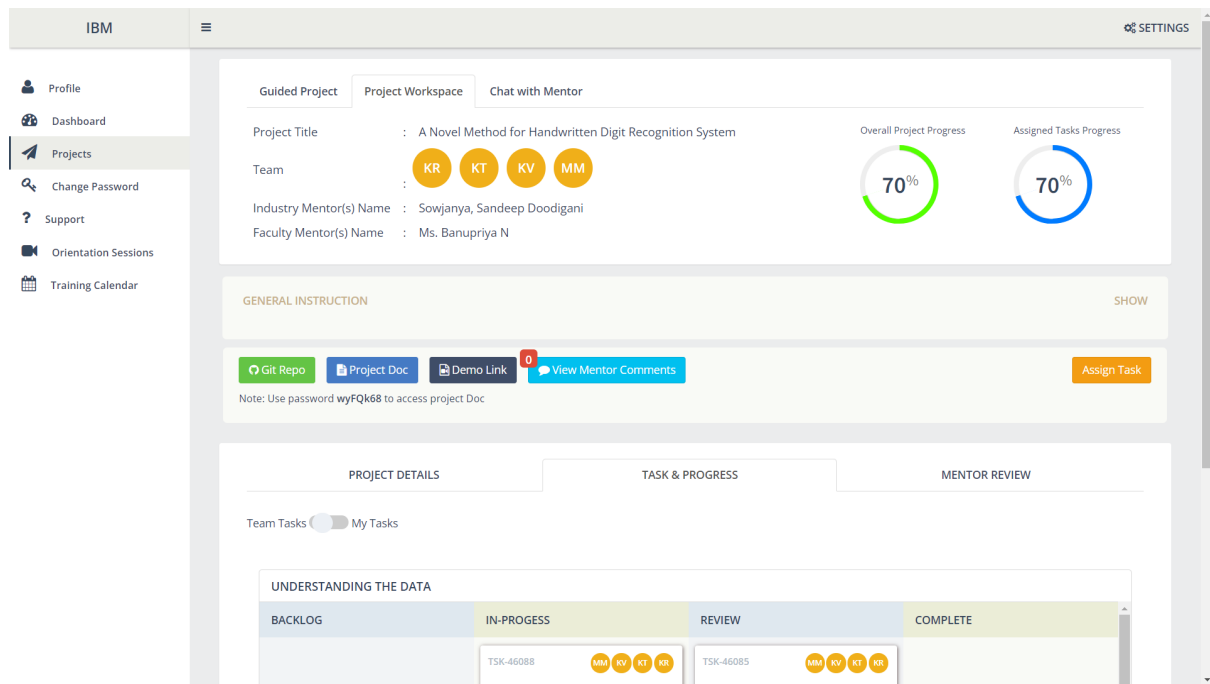 IBM
SETTINGS
Profile
Dashboard
Projects
Change Password
? Support
Orientation Sessions
Training Calendar
Guided Project Project Workspace Chat with Mentor
Project Title : A Novel Method for Handwritten Digit Recognition System
Team : KR KT KV MM
Industry Mentor(s) Name : Sowjanya, Sandeep Doodigani
Faculty Mentor(s) Name : Ms. Banupriya N
Overall Project Progress Assigned Tasks Progress
70% 70%
GENERAL INSTRUCTION SHOW
Git Repo Project Doc Demo Link 0 View Mentor Comments Assign Task
Note: Use password wyFQk68 to access project Doc
PROJECT DETAILS TASK & PROGRESS MENTOR REVIEW
Team Tasks My Tasks
UNDERSTANDING THE DATA
BACKLOG IN-PROGESS REVIEW COMPLETE
TSK-46088 MM KV KT KR TSK-46085 MM KV KT KR